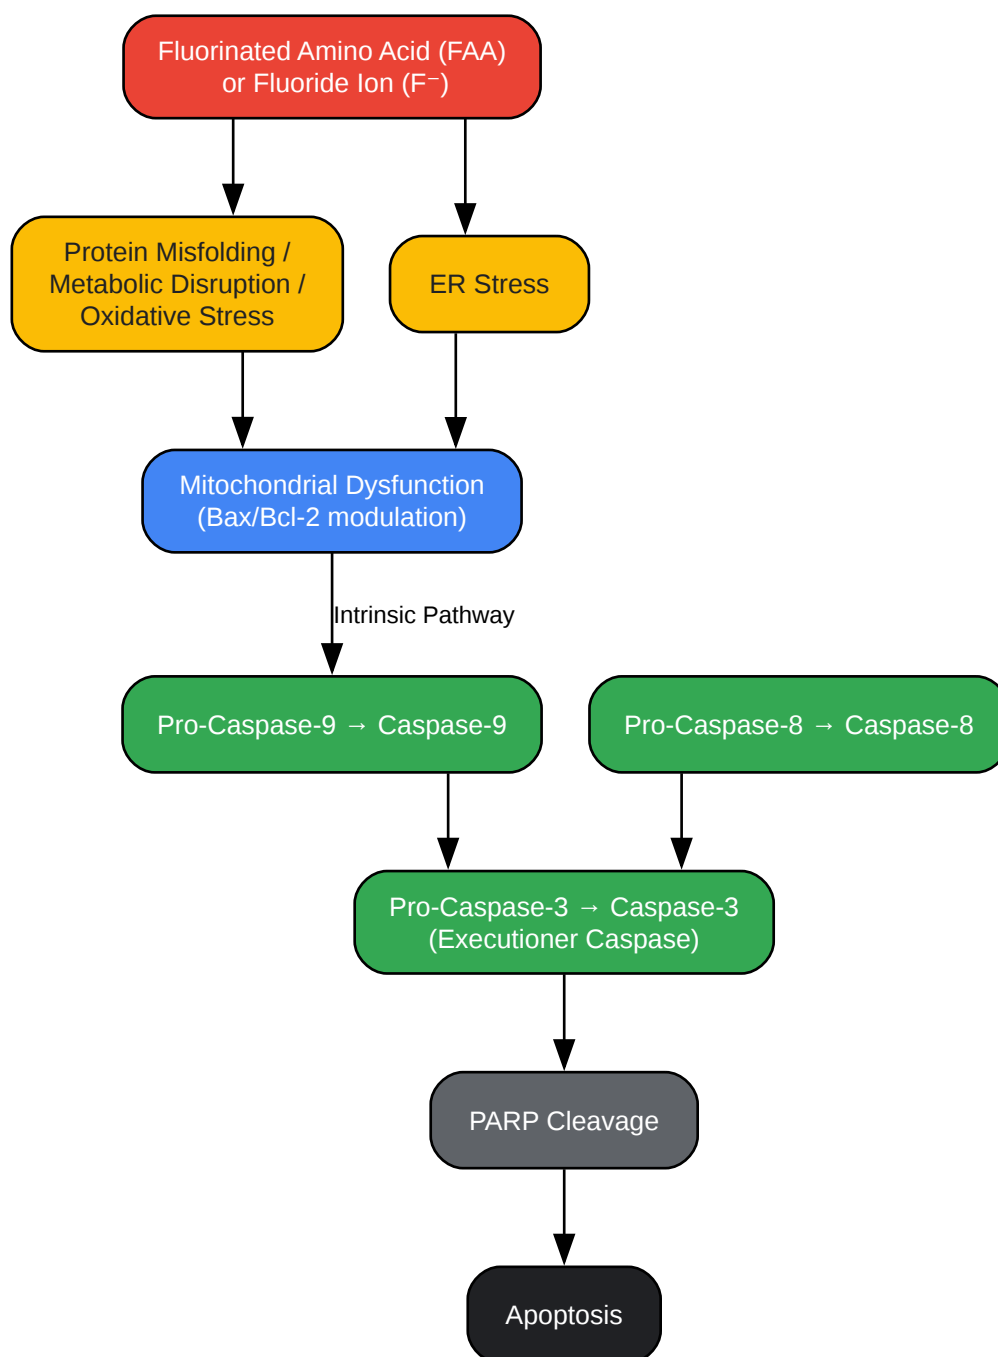 Fluorinated Amino Acid (FAA)
or Fluoride Ion (F⁻)
Protein Misfolding /
Metabolic Disruption /
Oxidative Stress
ER Stress
Mitochondrial Dysfunction
(Bax/Bcl-2 modulation)
Intrinsic Pathway
Pro-Caspase-9 → Caspase-9
Pro-Caspase-8 → Caspase-8
Pro-Caspase-3 → Caspase-3
(Executioner Caspase)
PARP Cleavage
Apoptosis